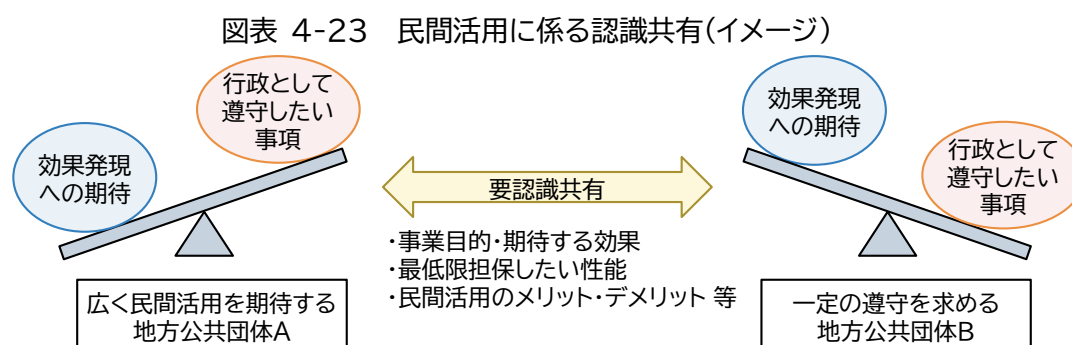 図表 4-23　民間活用に係る認識共有(イメージ)
効果発現
への期待
行政として
遵守したい
事項
広く民間活用を期待する
地方公共団体A
要認識共有
・事業目的・期待する効果
・最低限担保したい性能
・民間活用のメリット・デメリット 等
効果発現
への期待
行政として
遵守したい
事項
一定の遵守を求める
地方公共団体B